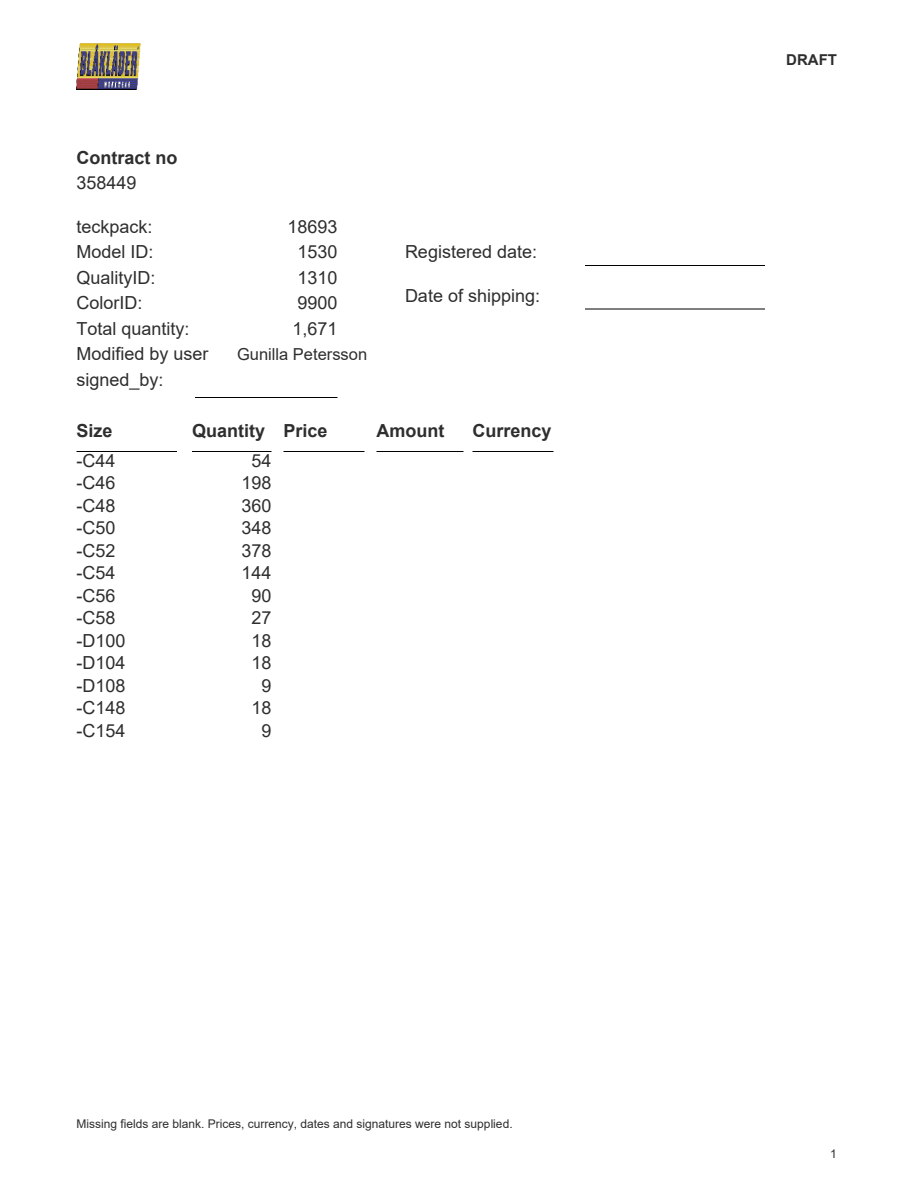 BLÅKLÄDER
WORKWEAR
DRAFT
Contract no
358449
teckpack: 18693
Model ID: 1530 Registered date:
QualityID: 1310
ColorID: 9900 Date of shipping:
Total quantity: 1,671
Modified by user Gunilla Petersson
signed_by:
Size Quantity Price Amount Currency
-C44 54
-C46 198
-C48 360
-C50 348
-C52 378
-C54 144
-C56 90
-C58 27
-D100 18
-D104 18
-D108 9
-C148 18
-C154 9
Missing fields are blank. Prices, currency, dates and signatures were not supplied.
1